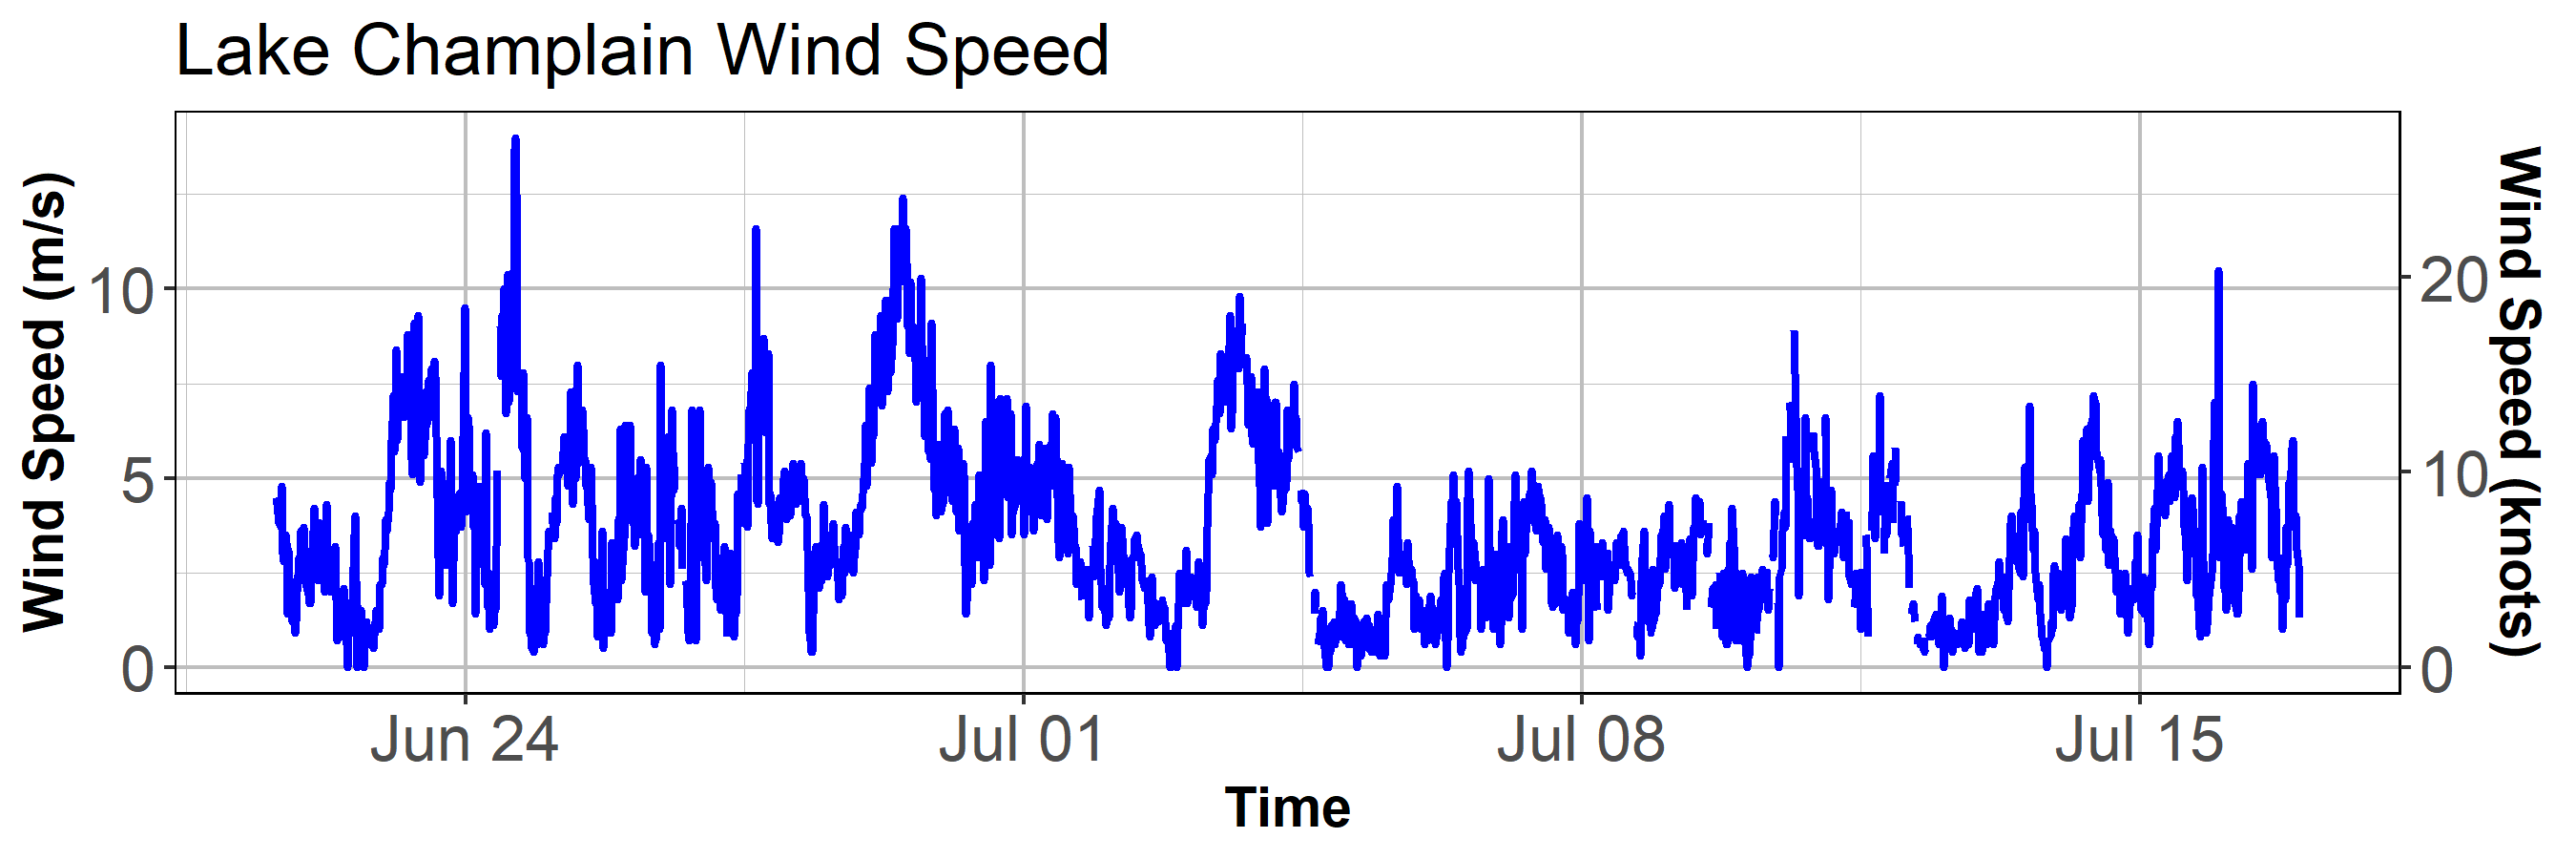 Lake Champlain Wind Speed
Wind Speed (m/s)
10
5
0
20
10
0
Wind Speed (knots)
Jun 24
Jul 01
Jul 08
Jul 15
Time